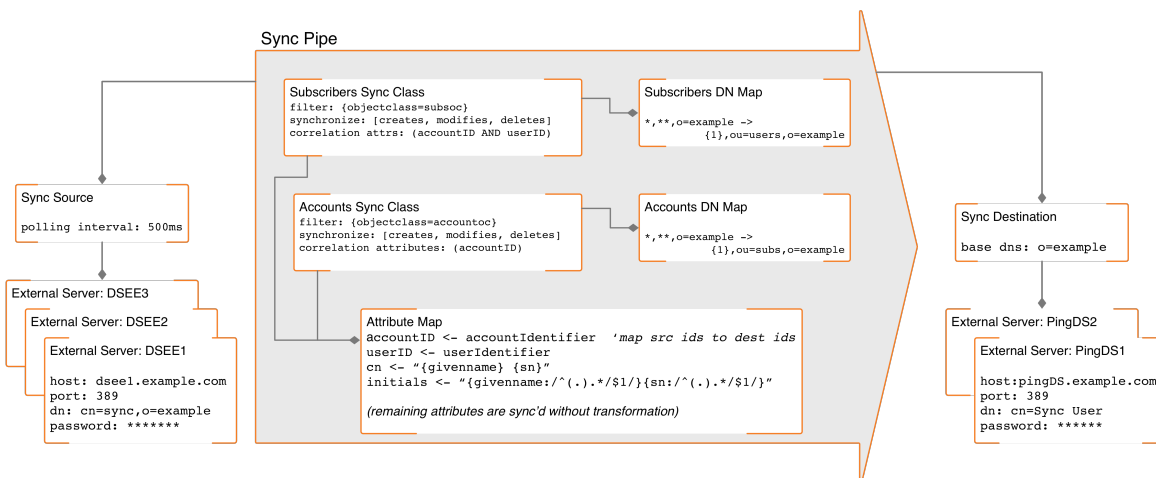 Sync Pipe
Sync Source
polling interval: 500ms
External Server: DSEE3
External Server: DSEE2
External Server: DSEE1
host: dsee1.example.com
port: 389
dn: cn=sync,o=example
password: *******
Subscribers Sync Class
filter: {objectclass=subsoc}
synchronize: [creates, modifies, deletes]
correlation attrs: (accountID AND userID)
Subscribers DN Map
*,**,o=example ->
{1},ou=users,o=example
Accounts Sync Class
filter: {objectclass=accountoc}
synchronize: [creates, modifies, deletes]
correlation attributes: (accountID)
Accounts DN Map
*,**,o=example ->
{1},ou=subs,o=example
Attribute Map
accountID <- accountIdentifier  'map src ids to dest ids
userID <- userIdentifier
cn <- “{givenname} {sn}”
initials <- “{givenname:/^(.).*/$1/}{sn:/^(.).*/$1/}”
(remaining attributes are sync’d without transformation)
Sync Destination
base dns: o=example
External Server: PingDS2
External Server: PingDS1
host:pingDS.example.com
port: 389
dn: cn=Sync User
password: ******